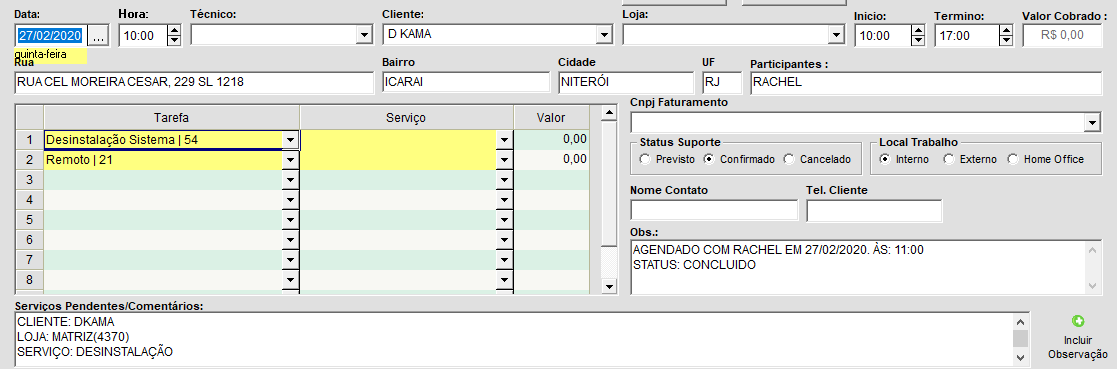 Data: Hora: Técnico: Cliente: Loja: Inicio: Termino: Valor Cobrado :
27/02/2020 ... 10:00 D KAMA 10:00 17:00 R$ 0,00
quinta-feira
Rua Bairro Cidade UF Participantes :
RUA CEL MOREIRA CESAR, 229 SL 1218 ICARAI NITERÓI RJ RACHEL
Tarefa Serviço Valor
1 Desinstalação Sistema | 54 0,00
2 Remoto | 21 0,00
3
4
5
6
7
8
Cnpj Faturamento
Status Suporte Local Trabalho
Previsto Confirmado Cancelado Interno Externo Home Office
Nome Contato Tel. Cliente
Obs.:
AGENDADO COM RACHEL EM 27/02/2020. ÀS: 11:00
STATUS: CONCLUIDO
Serviços Pendentes/Comentários:
CLIENTE: DKAMA
LOJA: MATRIZ(4370)
SERVIÇO: DESINSTALAÇÃO
Incluir
Observação